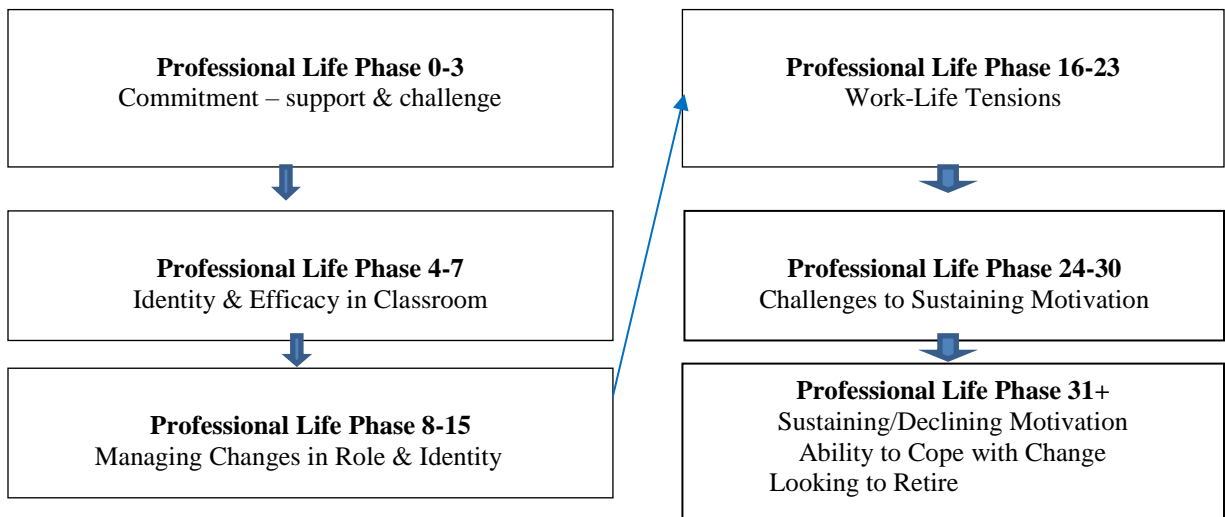 Professional Life Phase 0-3
Commitment – support & challenge
Professional Life Phase 4-7
Identity & Efficacy in Classroom
Professional Life Phase 8-15
Managing Changes in Role & Identity
Professional Life Phase 16-23
Work-Life Tensions
Professional Life Phase 24-30
Challenges to Sustaining Motivation
Professional Life Phase 31+
Sustaining/Declining Motivation
Ability to Cope with Change
Looking to Retire